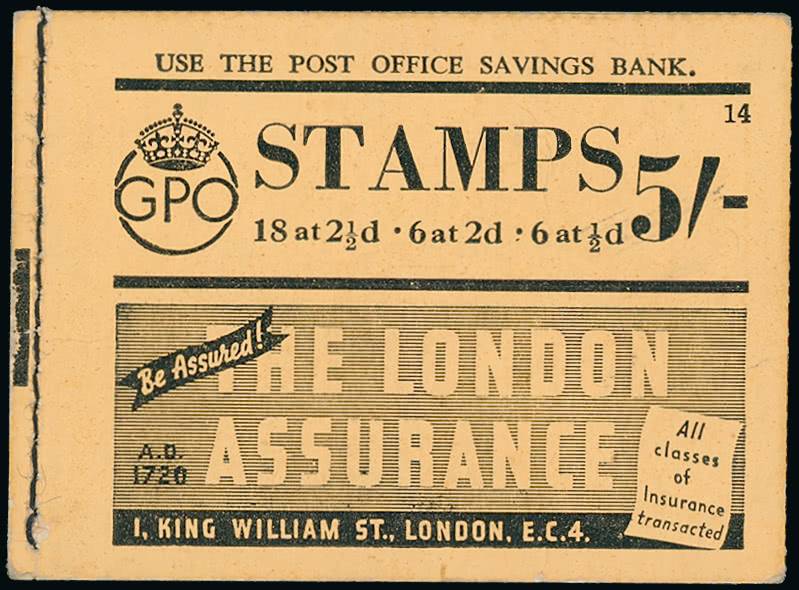 USE THE POST OFFICE SAVINGS BANK.
14
GPO
STAMPS 5/-
18 at 2½d · 6 at 2d : 6 at ½d
Be Assured!
THE LONDON
ASSURANCE
A.D.
1720
All
classes
of
Insurance
transacted
1, KING WILLIAM ST., LONDON, E.C.4.